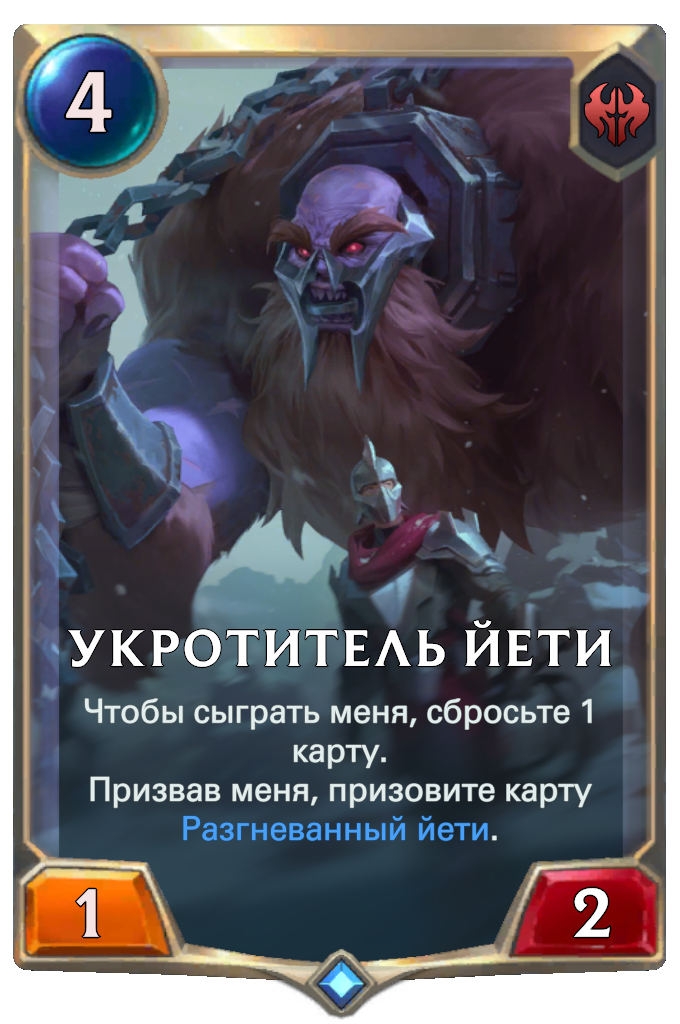 4
УКРОТИТЕЛЬ ЙЕТИ
Чтобы сыграть меня, сбросьте 1
карту.
Призвав меня, призовите карту
Разгневанный йети.
1
2